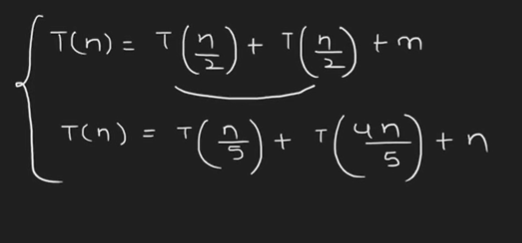 T(n) = T(n/2) + T(n/2) + n
T(n) = T(n/5) + T(4n/5) + n